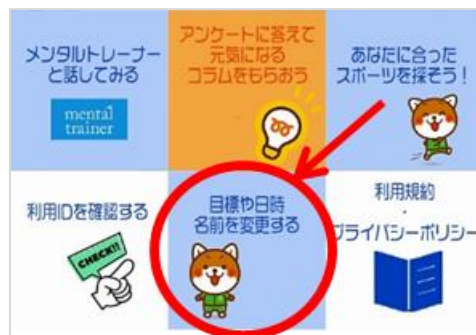 メンタルトレーナー
と話してみる
mental
trainer
アンケートに答えて
元気になる
コラムをもらおう
あなたに合った
スポーツを探そう！
利用IDを確認する
CHECK!!
目標や日時
名前を変更する
利用規約
・
プライバシーポリシー